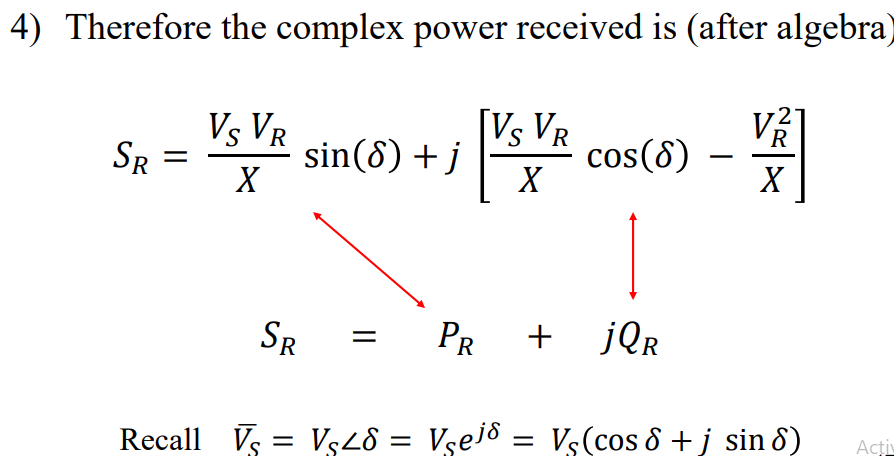 4) Therefore the complex power received is (after algebra)
S_R = V_S V_R / X sin(δ) + j [V_S V_R / X cos(δ) − V_R^2 / X]
S_R = P_R + jQ_R
Recall V̅_S = V_S∠δ = V_S e^{jδ} = V_S(cos δ + j sin δ)